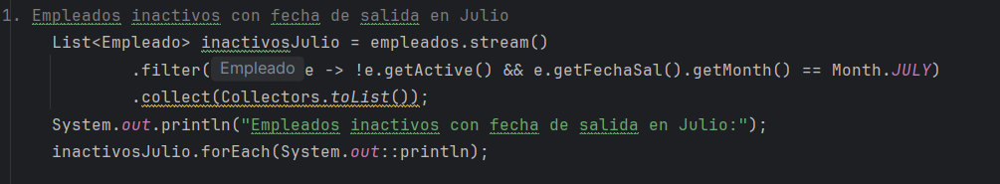 1. Empleados inactivos con fecha de salida en Julio
List<Empleado> inactivosJulio = empleados.stream()
.filter( Empleado e -> !e.getActive() && e.getFechaSal().getMonth() == Month.JULY)
.collect(Collectors.toList());
System.out.println("Empleados inactivos con fecha de salida en Julio:");
inactivosJulio.forEach(System.out::println);